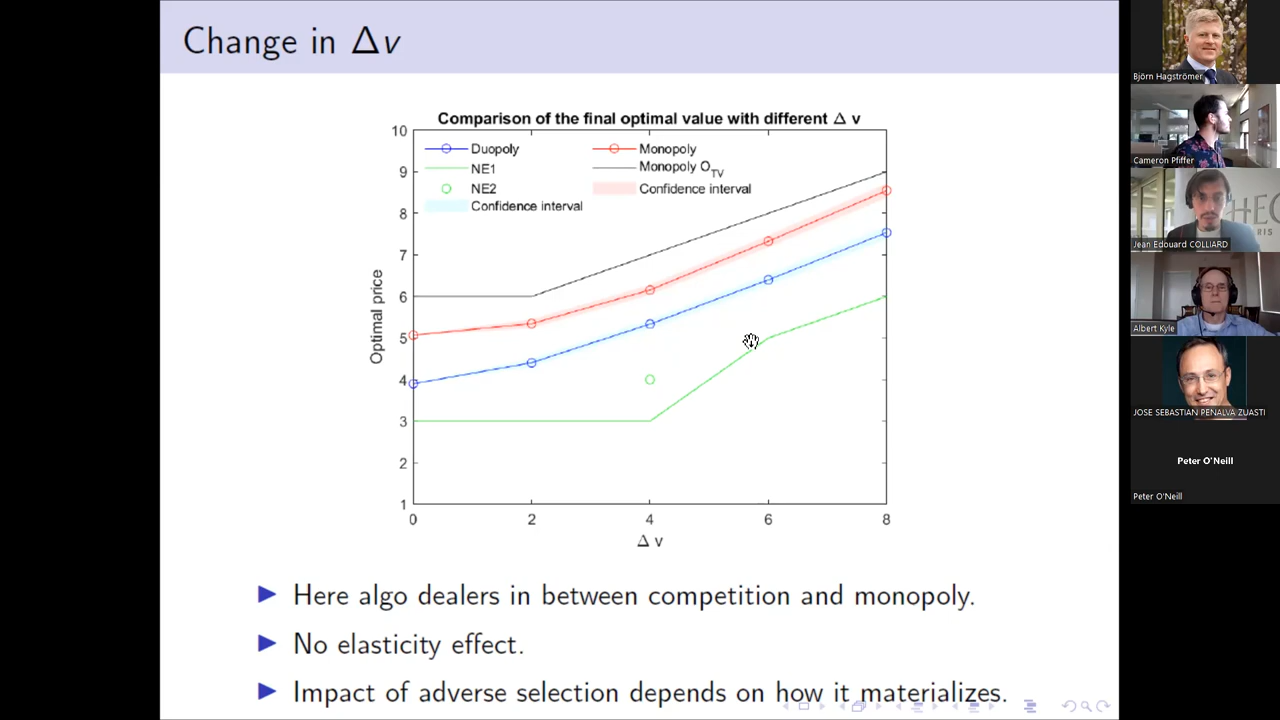 Change in Δv
Comparison of the final optimal value with different Δ v
Duopoly
Monopoly
NE1
Monopoly O_TV
NE2
Confidence interval
Confidence interval
10
9
8
7
6
5
4
3
2
1
Optimal price
0 2 4 6 8
Δ v
Here algo dealers in between competition and monopoly.
No elasticity effect.
Impact of adverse selection depends on how it materializes.
Björn Hagströmer
Cameron Pfiffer
HEC
RIS
Jean Edouard COLLIARD
Albert Kyle
JOSE SEBASTIAN PENALVA ZUASTI
Peter O'Neill
Peter O'Neill